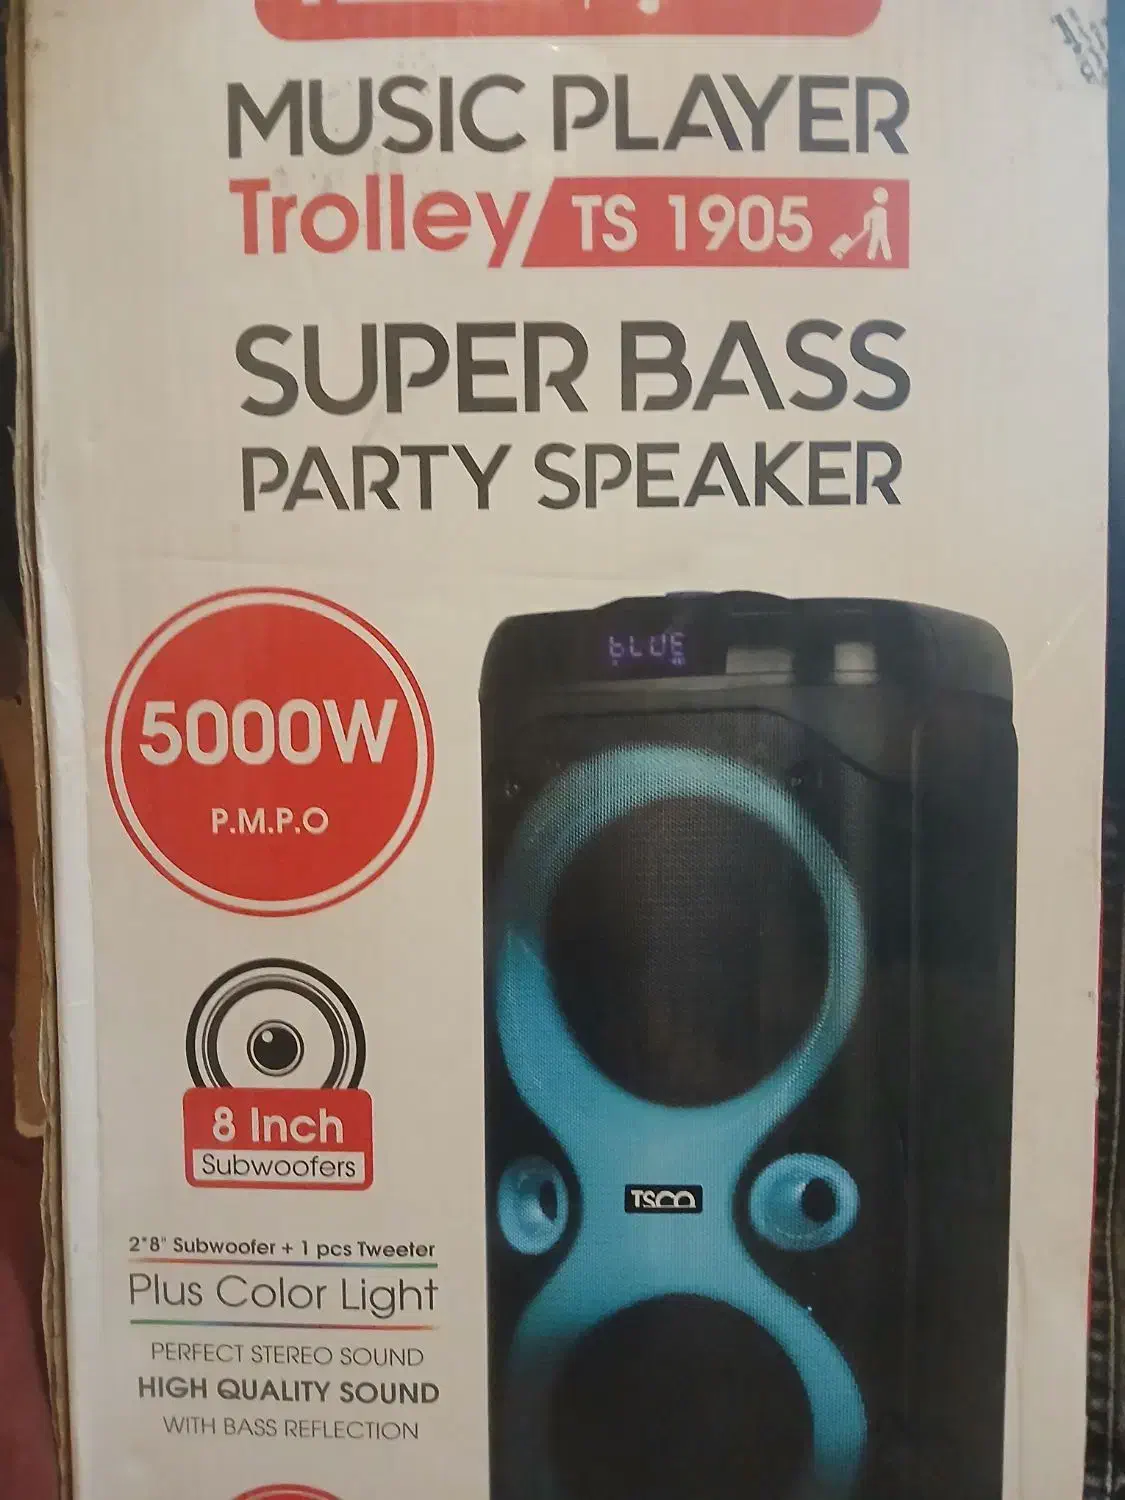 MUSIC PLAYER
Trolley/ TS 1905
SUPER BASS
PARTY SPEAKER
bLUE
5000W
P.M.P.O
8 Inch
Subwoofers
TSCO
2*8" Subwoofer + 1 pcs Tweeter
Plus Color Light
PERFECT STEREO SOUND
HIGH QUALITY SOUND
WITH BASS REFLECTION